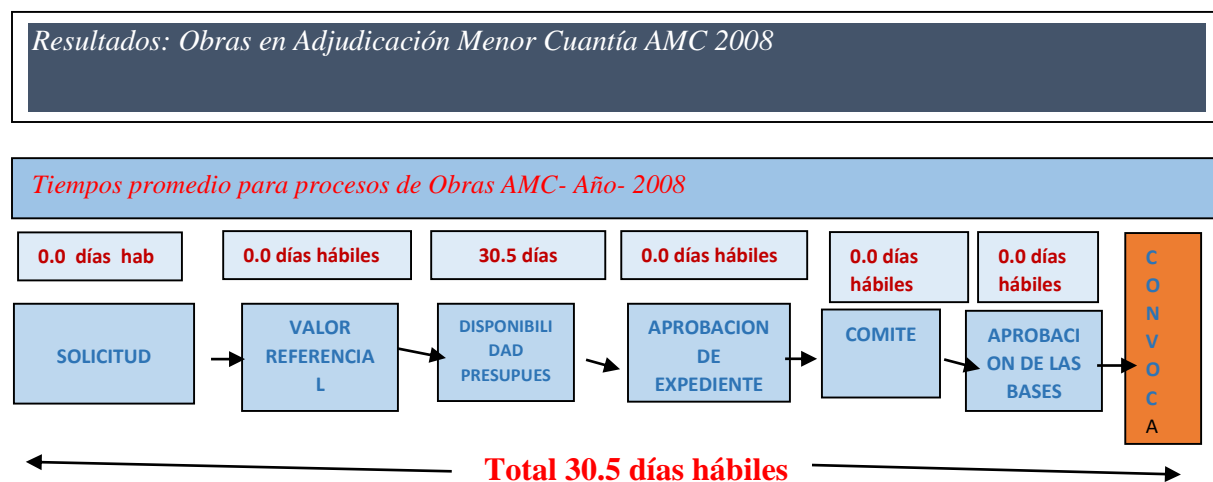 Resultados: Obras en Adjudicación Menor Cuantía AMC 2008
Tiempos promedio para procesos de Obras AMC- Año- 2008
0.0 días hab
0.0 días hábiles
30.5 días
0.0 días hábiles
0.0 días
hábiles
0.0 días
hábiles
SOLICITUD
VALOR
REFERENCIA
L
DISPONIBILI
DAD
PRESUPUES
APROBACION
DE
EXPEDIENTE
COMITE
APROBACI
ON DE LAS
BASES
C
O
N
V
O
C
A
Total 30.5 días hábiles